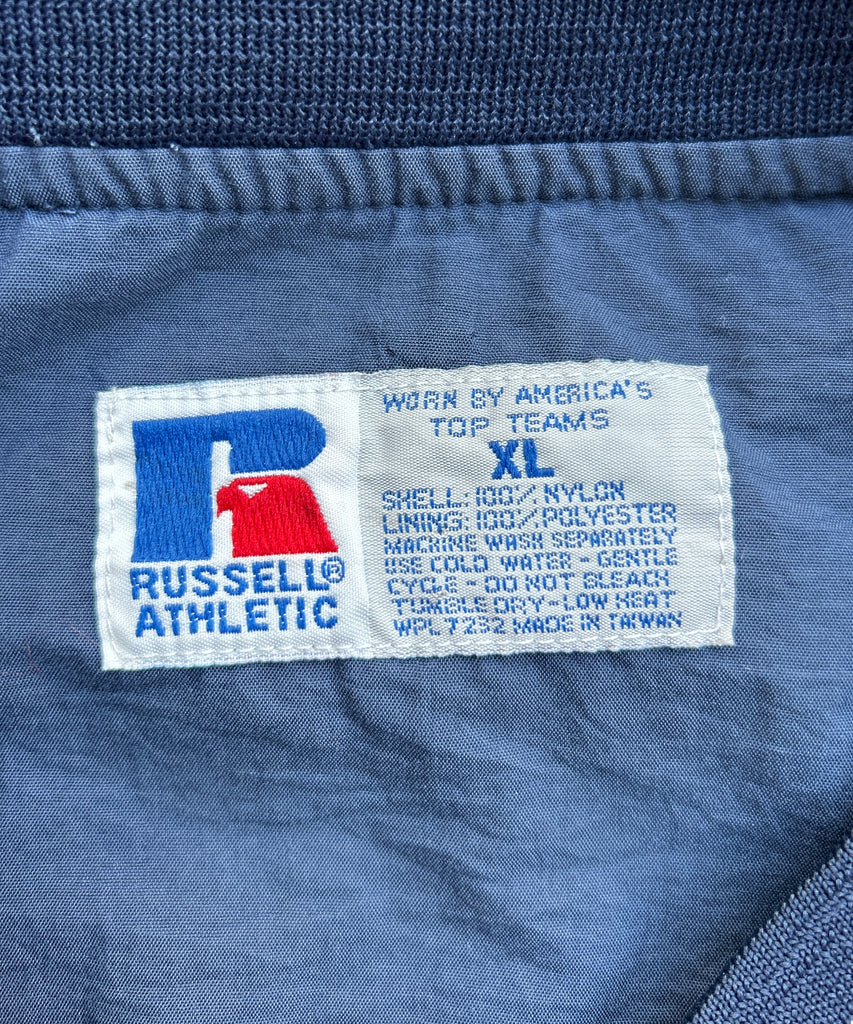 RUSSELL®
ATHLETIC
WORN BY AMERICA'S
TOP TEAMS
XL
SHELL: 100% NYLON
LINING: 100% POLYESTER
MACHINE WASH SEPARATELY
USE COLD WATER - GENTLE
CYCLE - DO NOT BLEACH
TUMBLE DRY - LOW HEAT
WPL 7232 MADE IN TAIWAN